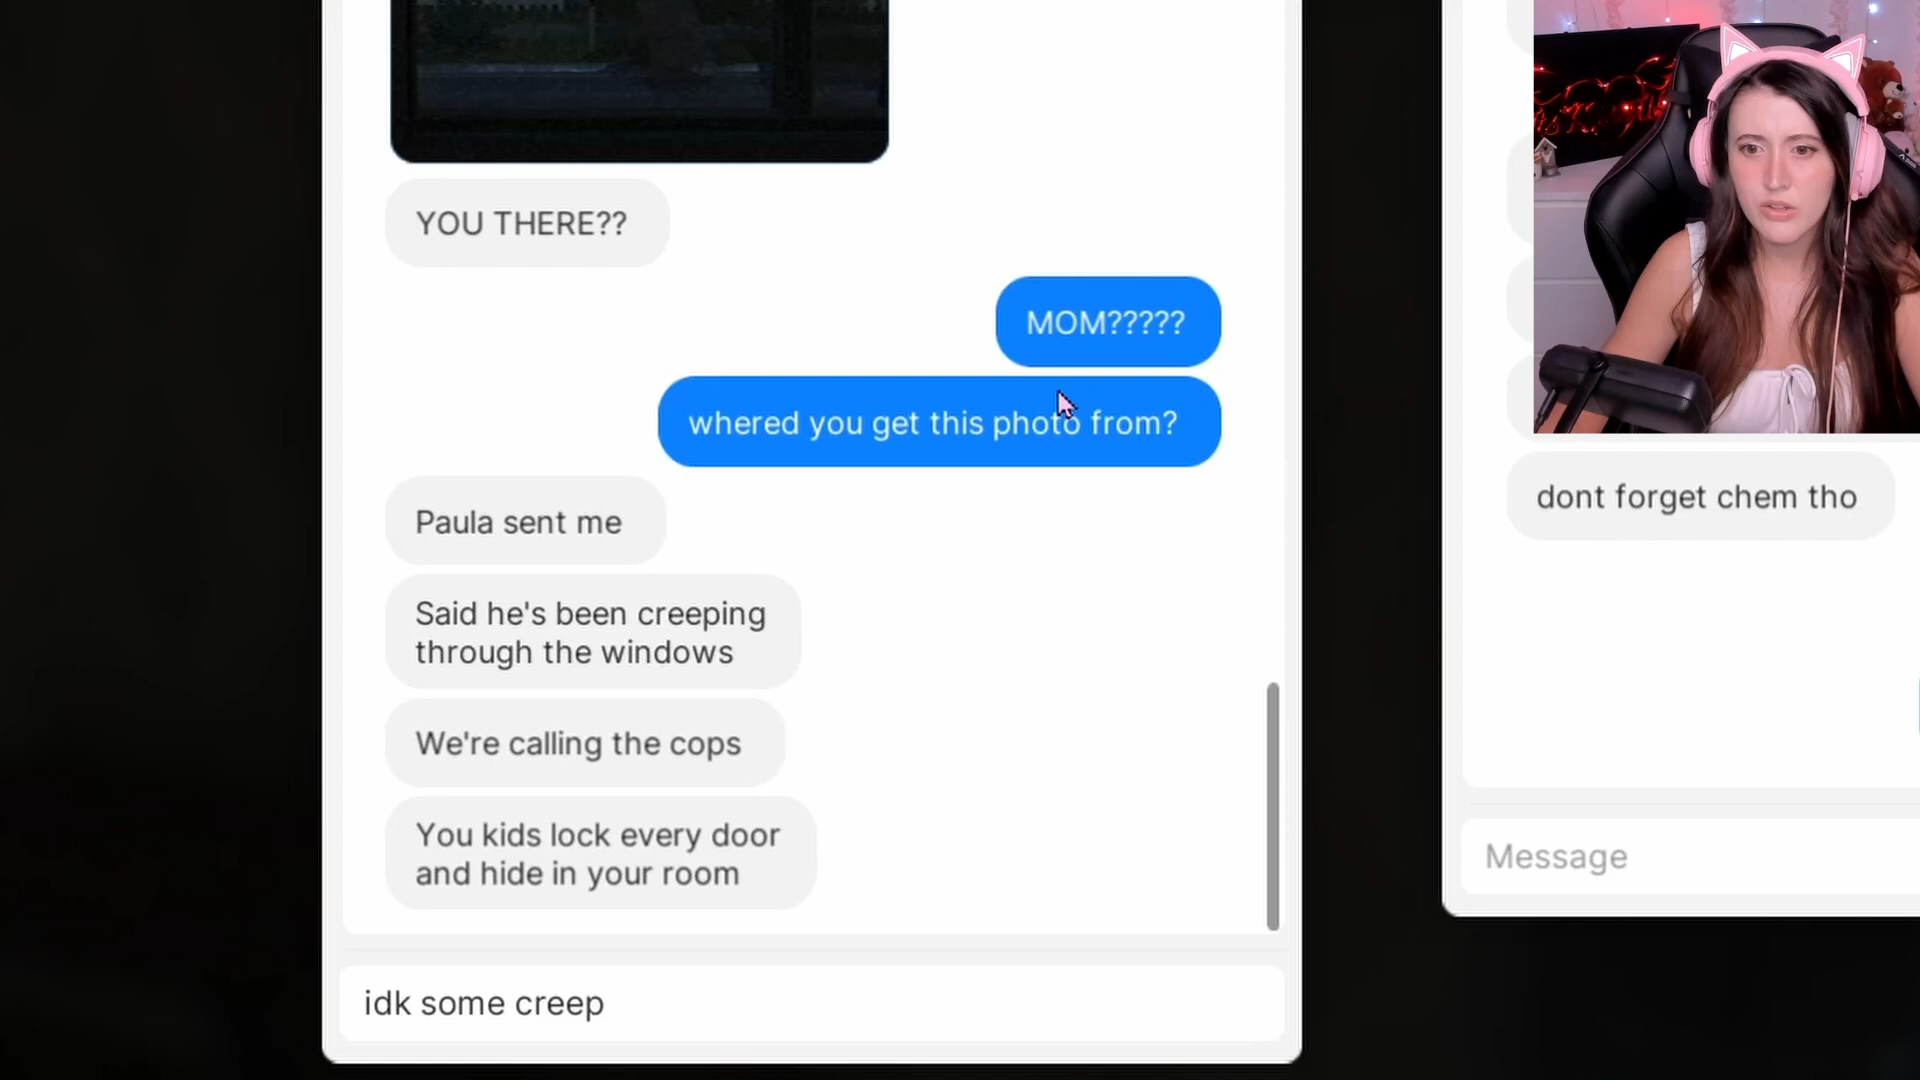 YOU THERE??
MOM?????
whered you get this photo from?
Paula sent me
Said he's been creeping
through the windows
We're calling the cops
You kids lock every door
and hide in your room
idk some creep
dont forget chem tho
Message